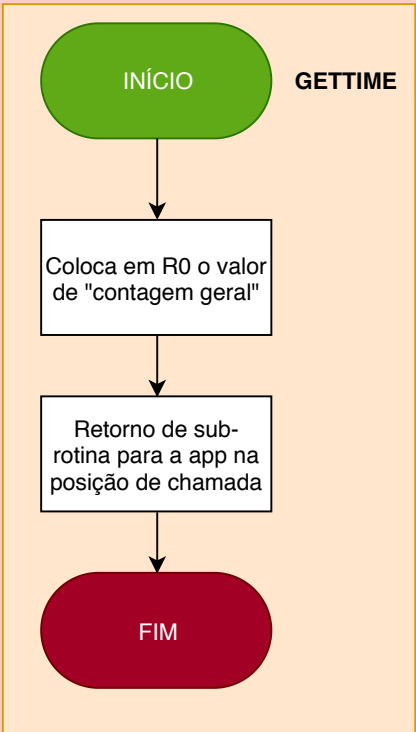 INÍCIO
GETTIME
Coloca em R0 o valor
de "contagem geral"
Retorno de sub-
rotina para a app na
posição de chamada
FIM